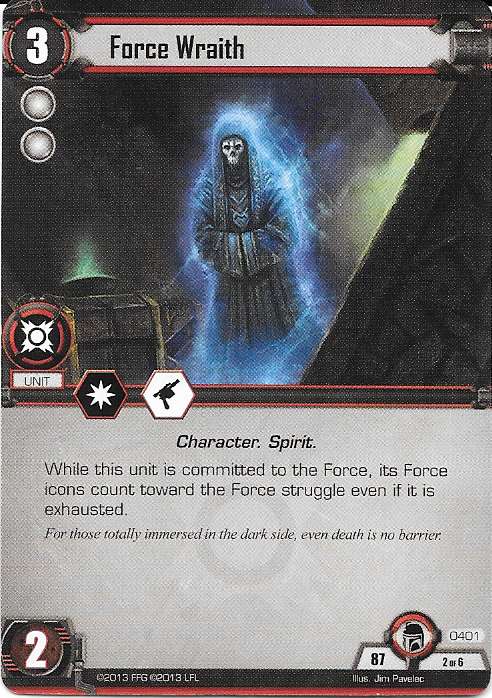 3
Force Wraith
UNIT
Character. Spirit.
While this unit is committed to the Force, its Force
icons count toward the Force struggle even if it is
exhausted.
For those totally immersed in the dark side, even death is no barrier.
2
©2013 FFG ©2013 LFL
Illus. Jim Pavelec
87
2 of 6
0401